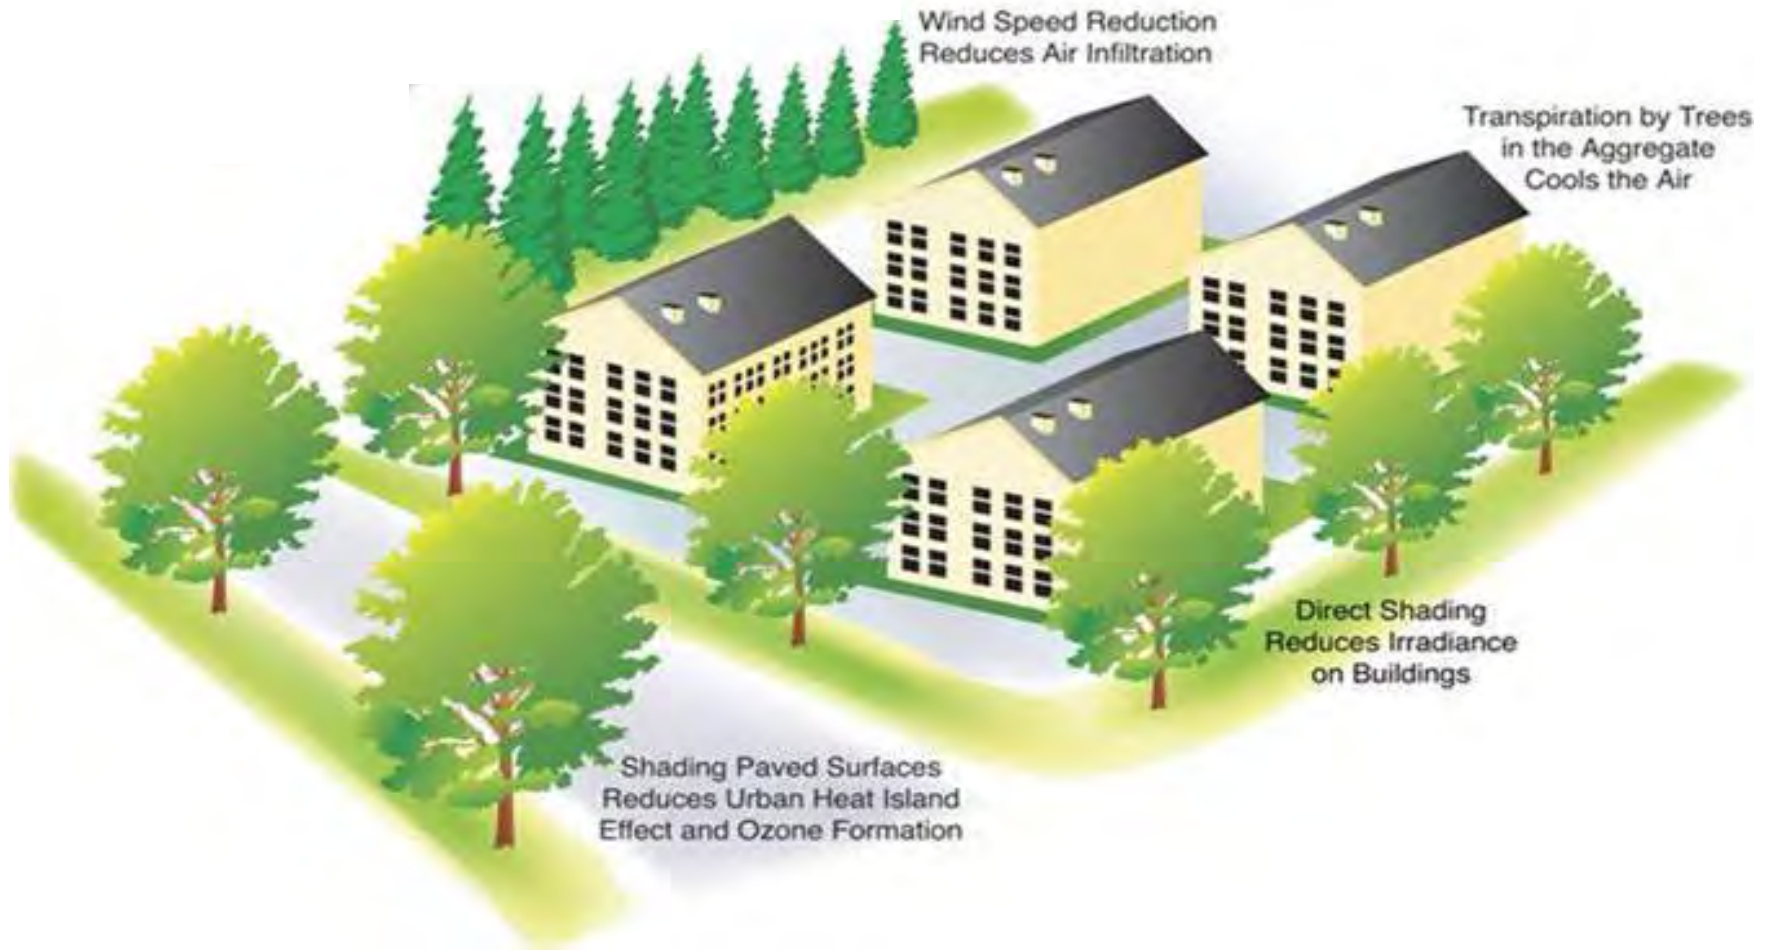 Wind Speed Reduction
Reduces Air Infiltration
Transpiration by Trees
in the Aggregate
Cools the Air
Direct Shading
Reduces Irradiance
on Buildings
Shading Paved Surfaces
Reduces Urban Heat Island
Effect and Ozone Formation